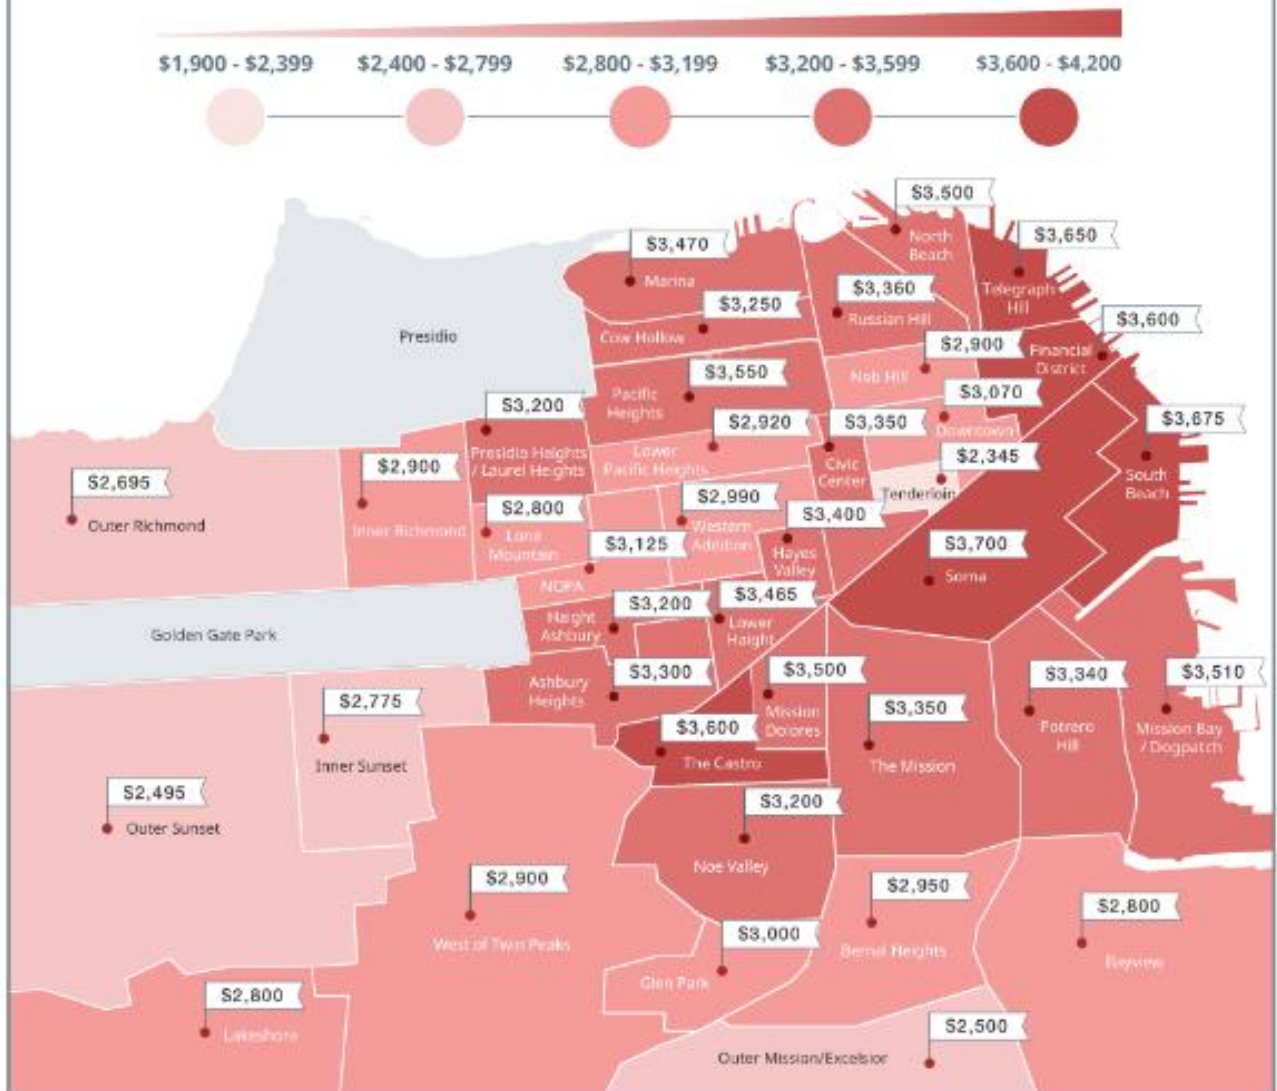 $1,900 - $2,399
$2,400 - $2,799
$2,800 - $3,199
$3,200 - $3,599
$3,600 - $4,200
$3,500
North
Beach
$3,650
Telegraph
Hill
$3,470
Marina
$3,360
Russian Hill
$3,250
Cow Hollow
$3,600
Financial
District
Presidio
$2,900
Nob Hill
$3,550
Pacific
Heights
$3,070
Downtown
$3,200
Presidio Heights
/ Laurel Heights
$2,920
Lower
Pacific Heights
$3,350
Civic
Center
$3,675
South
Beach
$2,345
Tenderloin
$2,695
Outer Richmond
$2,900
Inner Richmond
$2,800
Lone
Mountain
$2,990
Western
Addition
$3,400
Hayes
Valley
$3,125
NOPA
$3,700
Soma
$3,200
Haight
Ashbury
$3,465
Lower
Haight
Golden Gate Park
$3,300
Ashbury
Heights
$3,500
Mission
Dolores
$3,340
Potrero
Hill
$3,510
Mission Bay
/ Dogpatch
$2,775
Inner Sunset
$3,600
The Castro
$3,350
The Mission
$2,495
Outer Sunset
$3,200
Noe Valley
$2,900
West of Twin Peaks
$2,950
Bernal Heights
$2,800
Bayview
$3,000
Glen Park
$2,800
Lakeshore
$2,500
Outer Mission/Excelsior